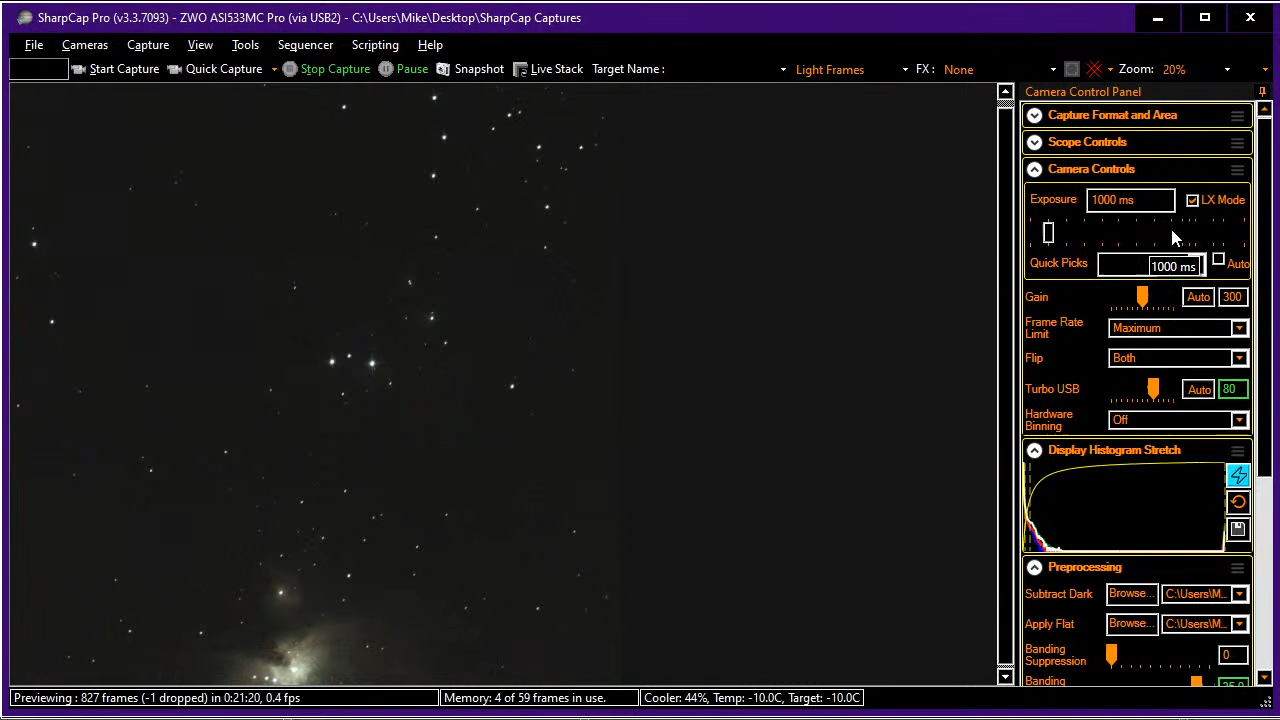 SharpCap Pro (v3.3.7093) - ZWO ASI533MC Pro (via USB2) - C:\Users\Mike\Desktop\SharpCap Captures
File Cameras Capture View Tools Sequencer Scripting Help
Start Capture Quick Capture Stop Capture Pause Snapshot Live Stack Target Name : Light Frames FX : None Zoom: 20%
Camera Control Panel
Capture Format and Area
Scope Controls
Camera Controls
Exposure 1000 ms LX Mode
Quick Picks 1000 ms Auto
Gain Auto 300
Frame Rate
Limit Maximum
Flip Both
Turbo USB Auto 80
Hardware
Binning Off
Display Histogram Stretch
Preprocessing
Subtract Dark Browse... C:\Users\M...
Apply Flat Browse... C:\Users\M...
Banding
Suppression 0
Banding 25.0
Previewing : 827 frames (-1 dropped) in 0:21:20, 0.4 fps Memory: 4 of 59 frames in use. Cooler: 44%, Temp: -10.0C, Target: -10.0C